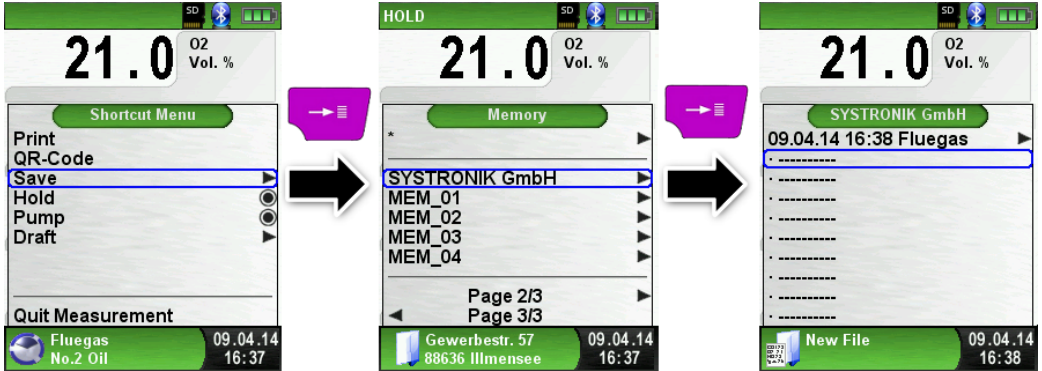 SD
21.0
O2
Vol. %
Shortcut Menu
Print
QR-Code
Save
Hold
Pump
Draft
Quit Measurement
Fluegas
No.2 Oil
09.04.14
16:37
HOLD
SD
21.0
O2
Vol. %
Memory
*
SYSTRONIK GmbH
MEM_01
MEM_02
MEM_03
MEM_04
Page 2/3
Page 3/3
Gewerbestr. 57
88636 Illmensee
09.04.14
16:37
SD
21.0
O2
Vol. %
SYSTRONIK GmbH
09.04.14 16:38 Fluegas
· ----------
· ----------
· ----------
· ----------
· ----------
· ----------
· ----------
· ----------
· ----------
New File
09.04.14
16:38